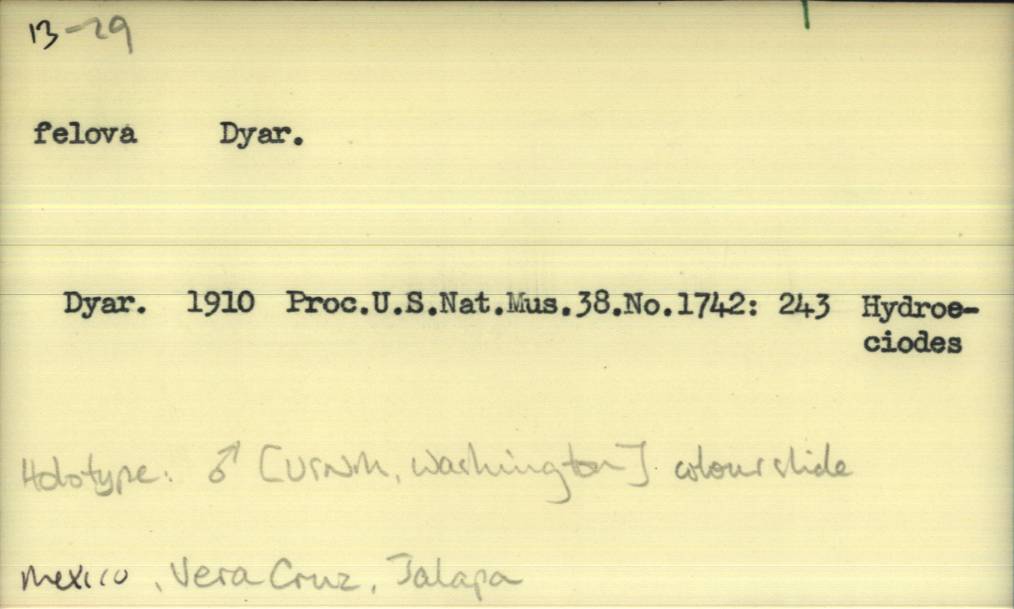 13-29
felova Dyar.
Dyar. 1910 Proc.U.S.Nat.Mus.38.No.1742: 243 Hydroe-
ciodes
Holotype: ♂ [USNM, Washington] colour slide
Mexico, Vera Cruz, Jalapa